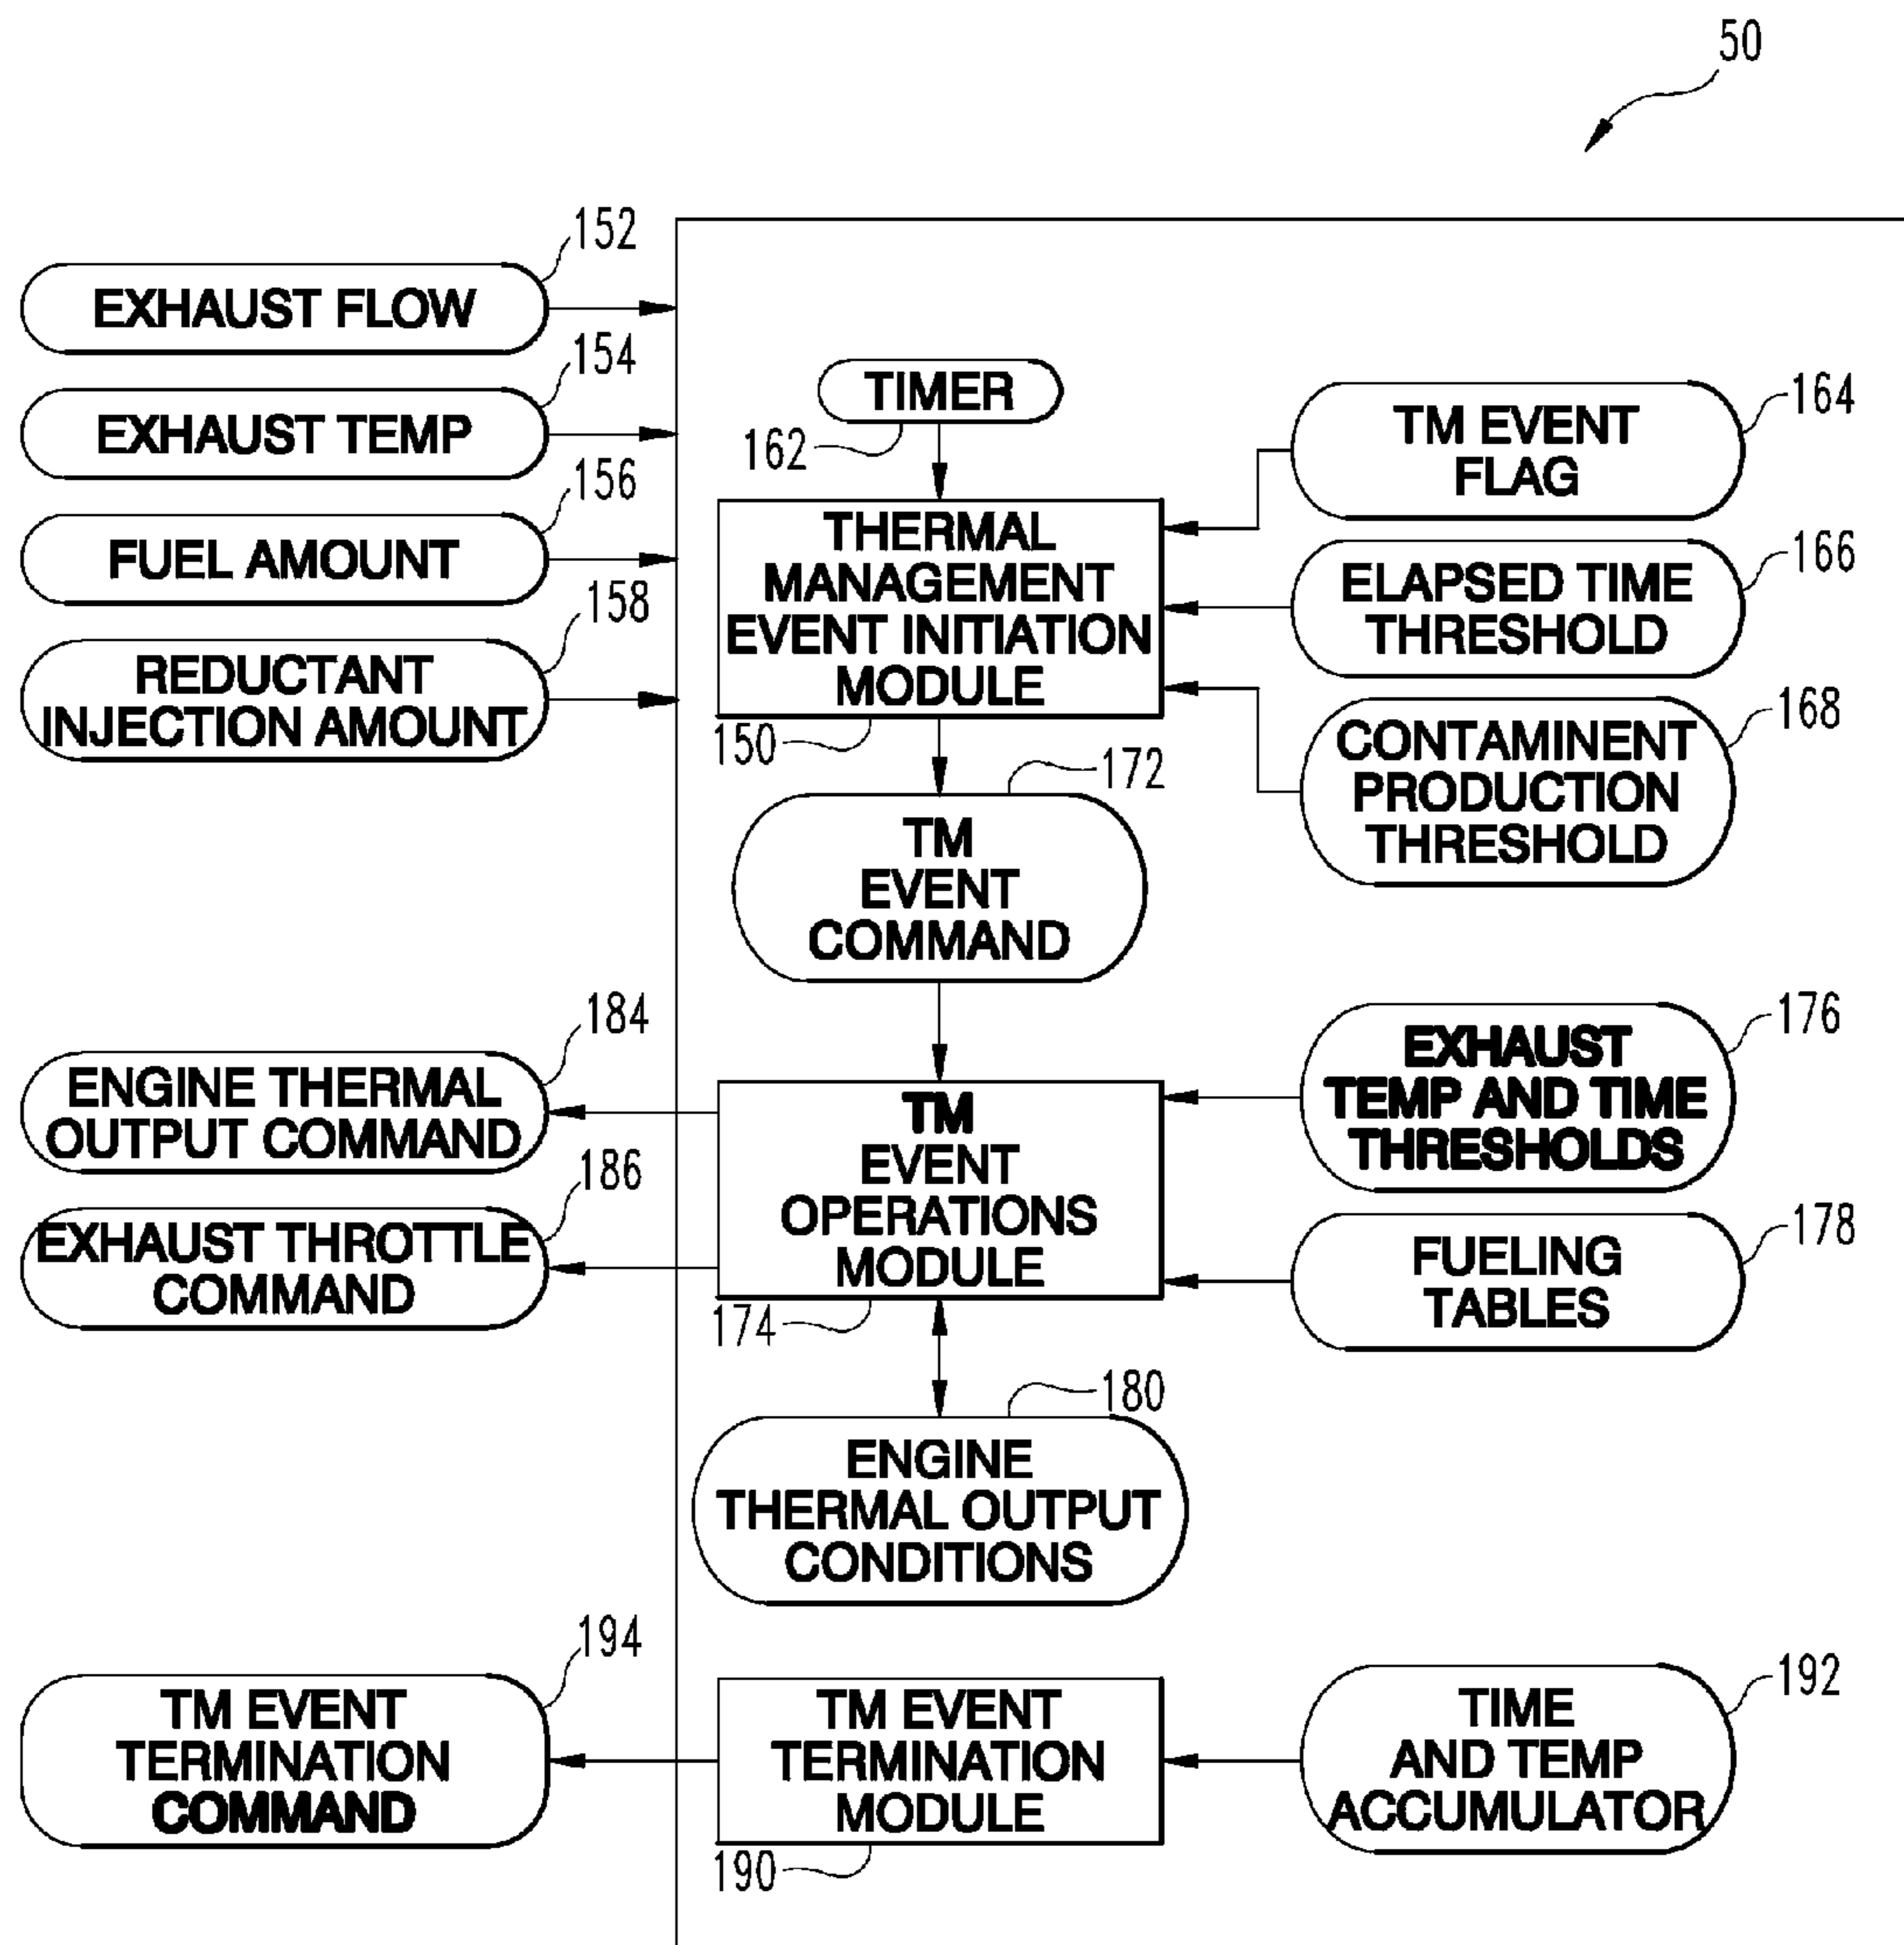 50
152
EXHAUST FLOW
154
EXHAUST TEMP
156
FUEL AMOUNT
158
REDUCTANT
INJECTION AMOUNT
TIMER
162
TM EVENT
FLAG
164
THERMAL
MANAGEMENT
EVENT INITIATION
MODULE
150
ELAPSED TIME
THRESHOLD
166
CONTAMINENT
PRODUCTION
THRESHOLD
168
172
TM
EVENT
COMMAND
184
ENGINE THERMAL
OUTPUT COMMAND
186
EXHAUST THROTTLE
COMMAND
TM
EVENT
OPERATIONS
MODULE
174
EXHAUST
TEMP AND TIME
THRESHOLDS
176
FUELING
TABLES
178
180
ENGINE
THERMAL OUTPUT
CONDITIONS
194
TM EVENT
TERMINATION
COMMAND
TM EVENT
TERMINATION
MODULE
190
TIME
AND TEMP
ACCUMULATOR
192